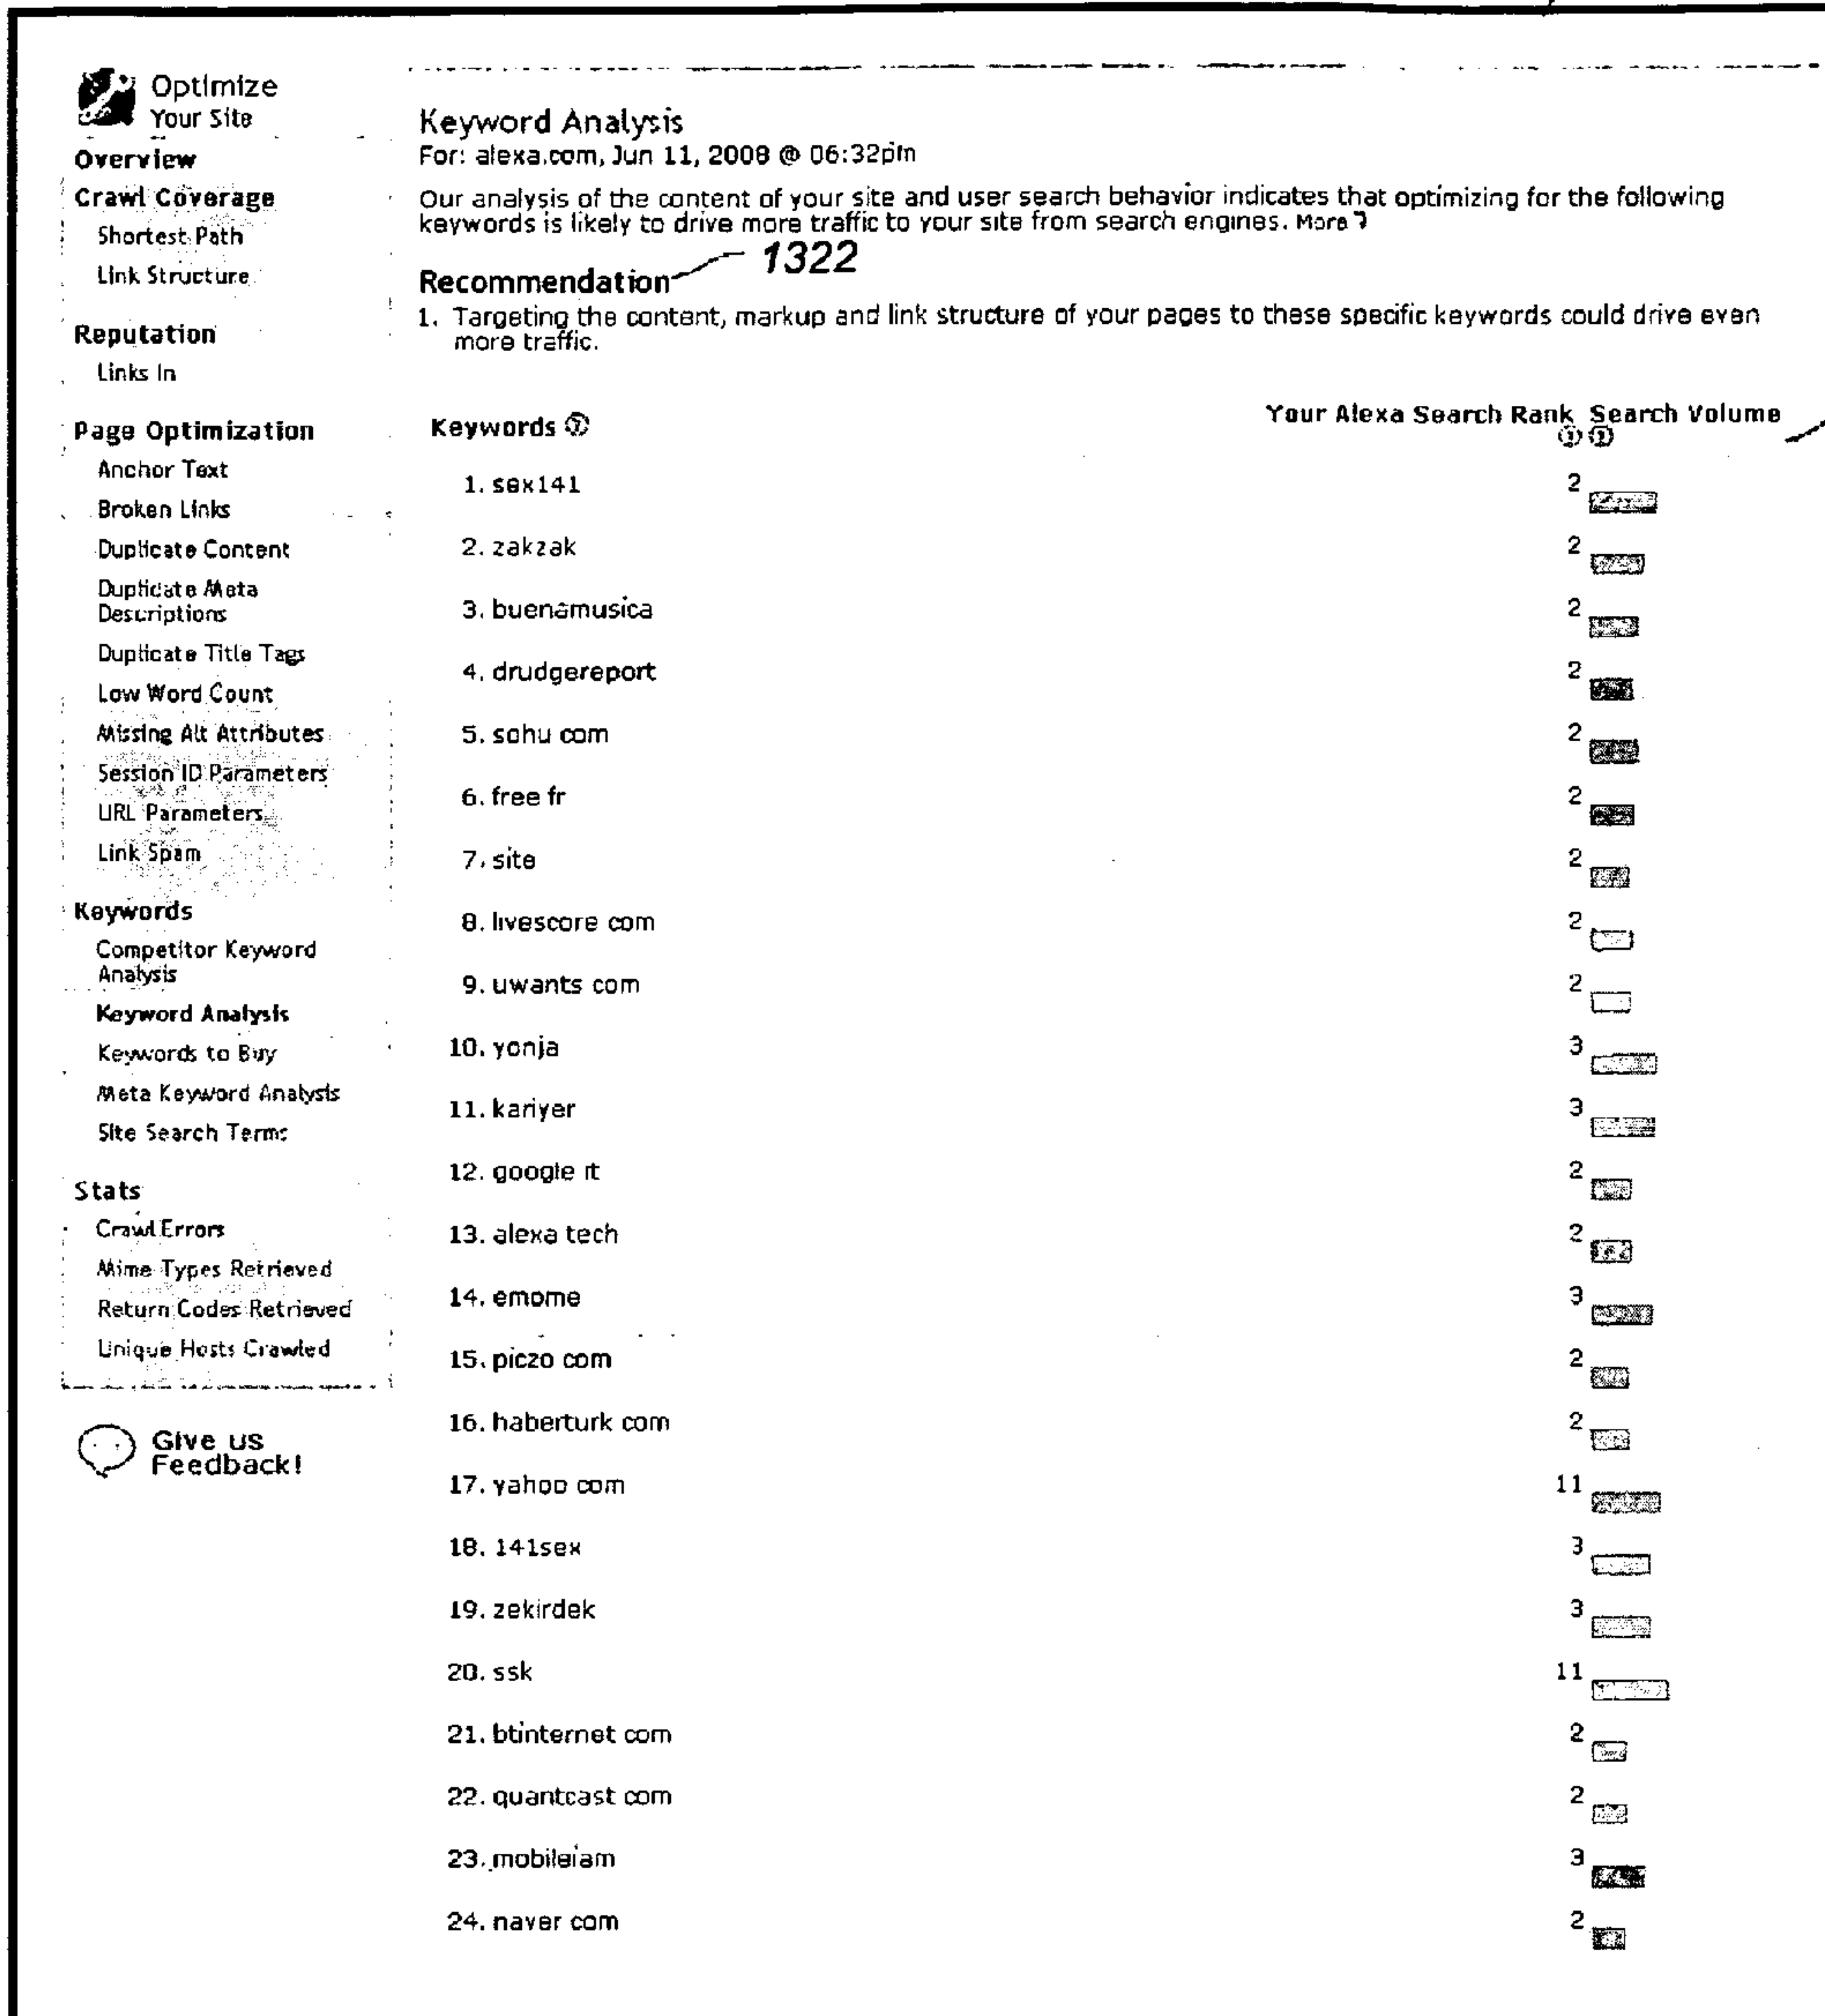 Optimize
Your Site
Overview
Crawl Coverage
Shortest Path
Link Structure
Reputation
Links In
Page Optimization
Anchor Text
Broken Links
Duplicate Content
Duplicate Meta
Descriptions
Duplicate Title Tags
Low Word Count
Missing Alt Attributes
Session ID Parameters
URL Parameters
Link Spam
Keywords
Competitor Keyword
Analysis
Keyword Analysis
Keywords to Buy
Meta Keyword Analysis
Site Search Terms
Stats
Crawl Errors
Mime Types Retrieved
Return Codes Retrieved
Unique Hosts Crawled
Give us
Feedback!
Keyword Analysis
For: alexa.com, Jun 11, 2008 @ 06:32pm
Our analysis of the content of your site and user search behavior indicates that optimizing for the following
keywords is likely to drive more traffic to your site from search engines. More ?
Recommendation 1322
1. Targeting the content, markup and link structure of your pages to these specific keywords could drive even
more traffic.
Keywords ? Your Alexa Search Rank Search Volume
? ?
1. sex141 2
2. zakzak 2
3. buenamusica 2
4. drudgereport 2
5. sohu com 2
6. free fr 2
7. site 2
8. livescore com 2
9. uwants com 2
10. yonja 3
11. kariyer 3
12. google rt 2
13. alexa tech 2
14. emome 3
15. piczo com 2
16. haberturk com 2
17. yahoo com 11
18. 141sex 3
19. zekirdek 3
20. ssk 11
21. btinternet com 2
22. quantcast com 2
23. mobileiam 3
24. naver com 2